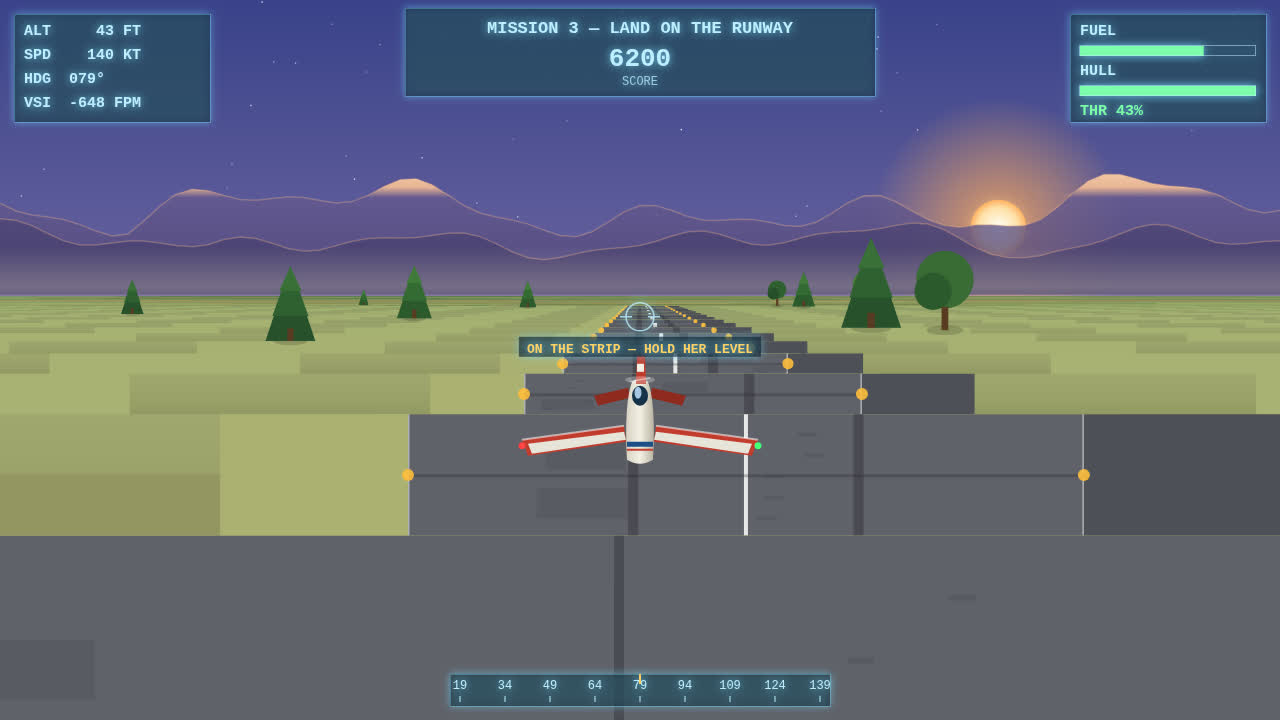 ALT 43 FT
SPD 140 KT
HDG 079°
VSI -648 FPM
MISSION 3 — LAND ON THE RUNWAY
6200
SCORE
FUEL
HULL
THR 43%
ON THE STRIP — HOLD HER LEVEL
19 34 49 64 79 94 109 124 139